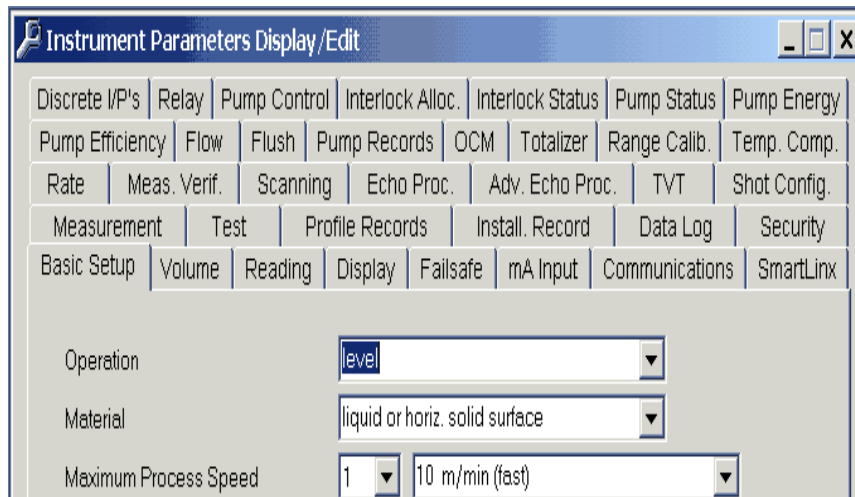 Instrument Parameters Display/Edit
Discrete I/P's Relay Pump Control Interlock Alloc. Interlock Status Pump Status Pump Energy
Pump Efficiency Flow Flush Pump Records OCM Totalizer Range Calib. Temp. Comp.
Rate Meas. Verif. Scanning Echo Proc. Adv. Echo Proc. TVT Shot Config.
Measurement Test Profile Records Install. Record Data Log Security
Basic Setup Volume Reading Display Failsafe mA Input Communications SmartLinx
Operation level
Material liquid or horiz. solid surface
Maximum Process Speed 1 10 m/min (fast)